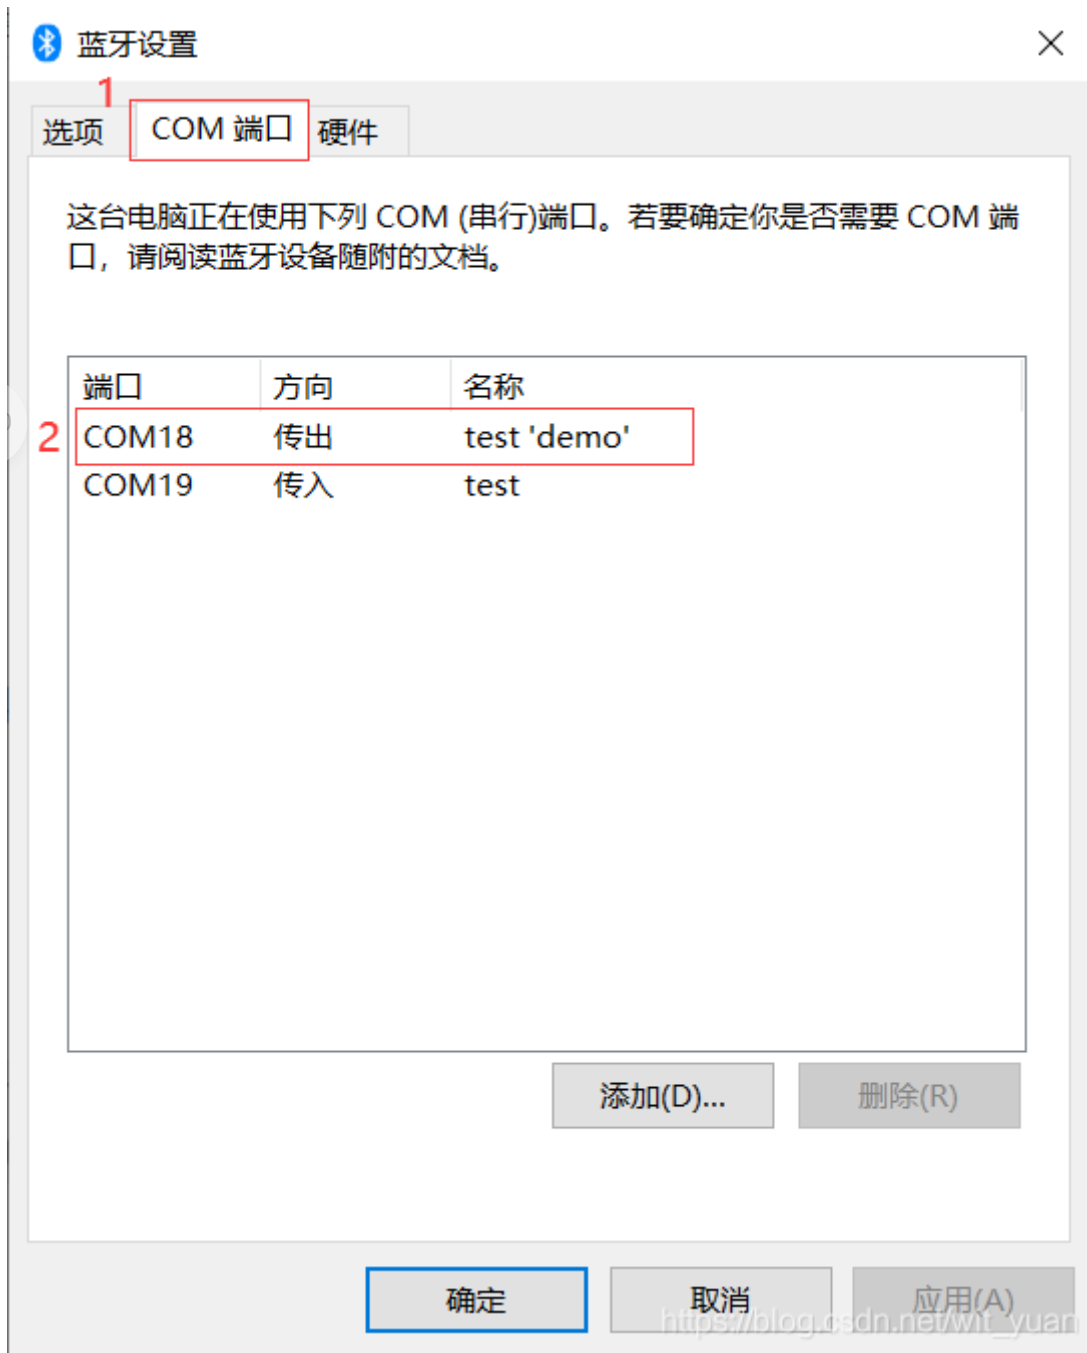 蓝牙设置
1
选项 COM 端口 硬件
这台电脑正在使用下列 COM (串行)端口。若要确定你是否需要 COM 端
口，请阅读蓝牙设备随附的文档。
端口 方向 名称
2 COM18 传出 test 'demo'
COM19 传入 test
添加(D)... 删除(R)
确定 取消 应用(A)
https://blog.csdn.net/wit_yuan